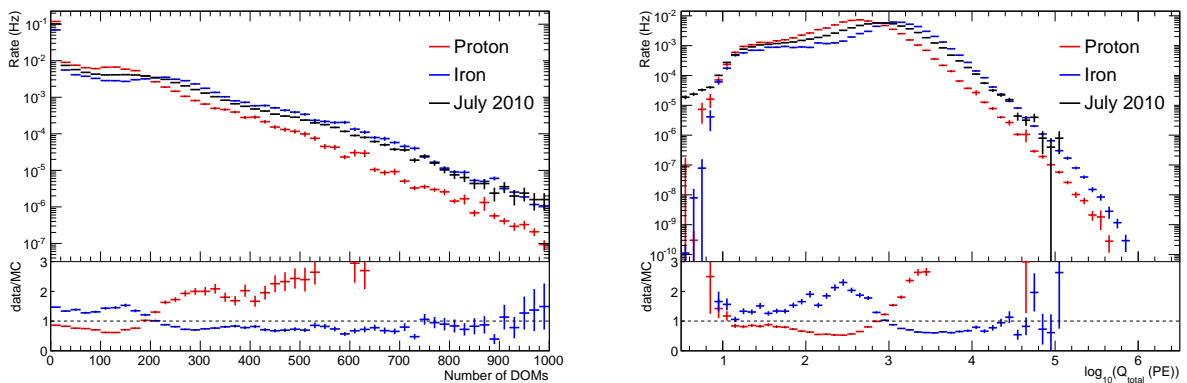 Rate (Hz)
10⁻¹
10⁻²
10⁻³
10⁻⁴
10⁻⁵
10⁻⁶
10⁻⁷
Proton
Iron
July 2010
data/MC
3
2
1
0
0 100 200 300 400 500 600 700 800 900 1000
Number of DOMs
Rate (Hz)
10⁻²
10⁻³
10⁻⁴
10⁻⁵
10⁻⁶
10⁻⁷
10⁻⁸
10⁻⁹
10⁻¹⁰
Proton
Iron
July 2010
data/MC
3
2
1
0
1 2 3 4 5 6
log₁₀(Q_total (PE))